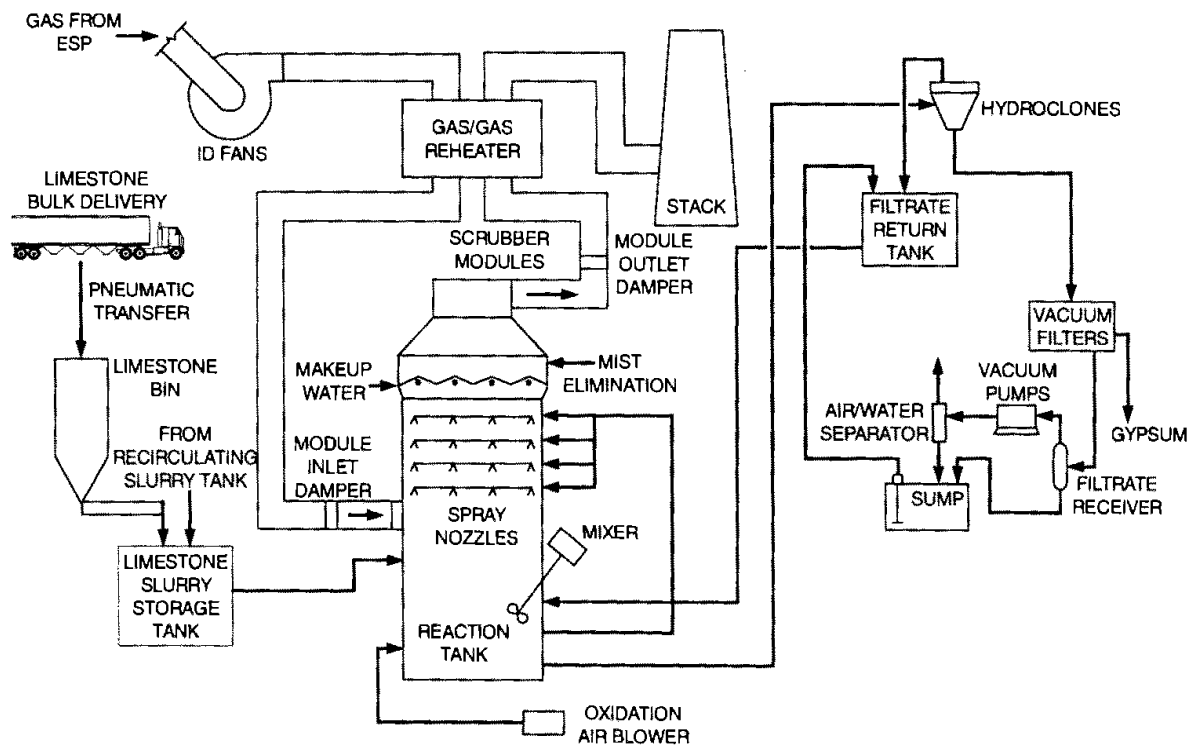 GAS FROM
ESP
ID FANS
GAS/GAS
REHEATER
STACK
HYDROCLONES
LIMESTONE
BULK DELIVERY
PNEUMATIC
TRANSFER
LIMESTONE
BIN
SCRUBBER
MODULES
MODULE
OUTLET
DAMPER
FILTRATE
RETURN
TANK
MAKEUP
WATER
MIST
ELIMINATION
VACUUM
FILTERS
VACUUM
PUMPS
AIR/WATER
SEPARATOR
GYPSUM
FROM
RECIRCULATING
SLURRY TANK
MODULE
INLET
DAMPER
SUMP
FILTRATE
RECEIVER
SPRAY
NOZZLES
MIXER
LIMESTONE
SLURRY
STORAGE
TANK
REACTION
TANK
OXIDATION
AIR BLOWER